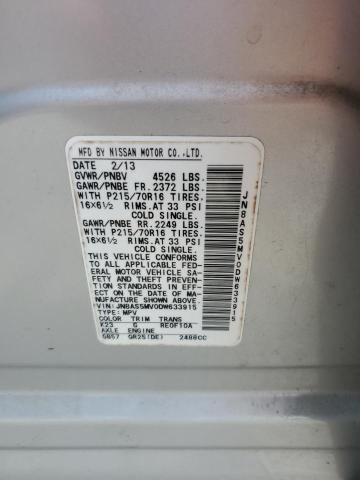 MFD BY NISSAN MOTOR CO.,LTD.
DATE 2/13
GVWR/PNBV 4526 LBS.
GAWR/PNBE FR. 2372 LBS.
WITH P215/70R16 TIRES.
16X6½ RIMS.AT 33 PSI
COLD SINGLE.
GAWR/PNBE RR. 2249 LBS.
WITH P215/70R16 TIRES.
16X6½ RIMS.AT 33 PSI
COLD SINGLE.
THIS VEHICLE CONFORMS
TO ALL APPLICABLE FED-
ERAL MOTOR VEHICLE SA-
FETY AND THEFT PREVEN-
TION STANDARDS IN EFF-
ECT ON THE DATE OF MA-
NUFACTURE SHOWN ABOVE.
VIN: JN8AS5MV0DW633915
TYPE: MPV
COLOR TRIM TRANS
K23 G RE0F10A
AXLE ENGINE
GB57 QR25(DE) 2488CC
JN8AS5MV0DW633915